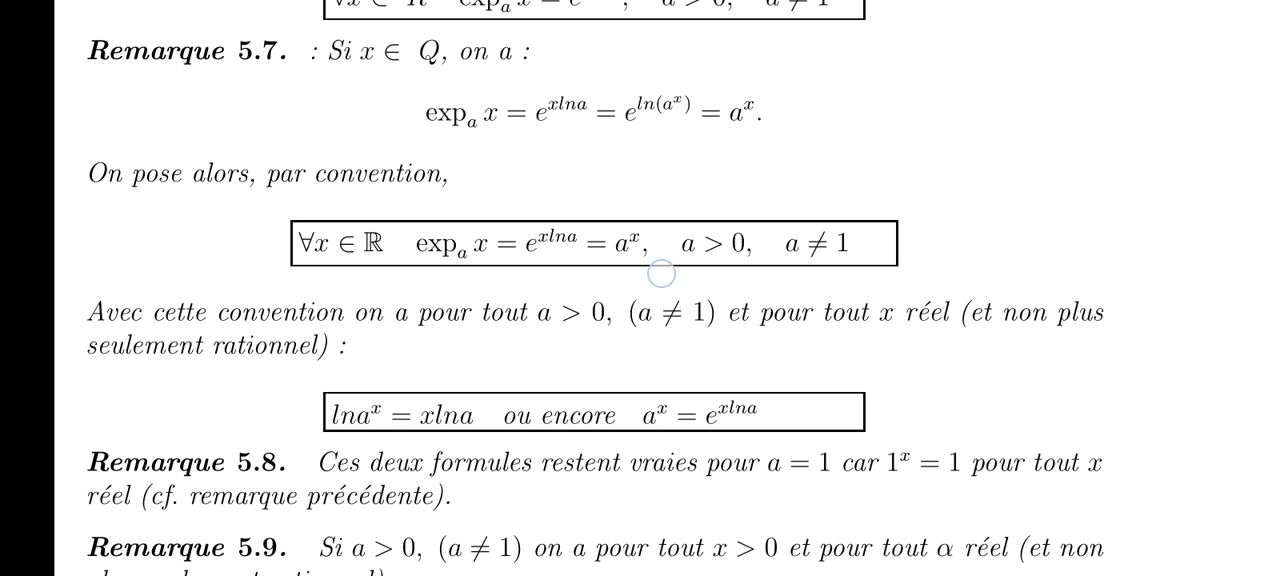 Remarque 5.7. : Si x ∈ Q, on a :
exp_a x = e^{xlna} = e^{ln(a^x)} = a^x.
On pose alors, par convention,
∀x ∈ ℝ exp_a x = e^{xlna} = a^x, a > 0, a ≠ 1
Avec cette convention on a pour tout a > 0, (a ≠ 1) et pour tout x réel (et non plus
seulement rationnel) :
lna^x = xlna ou encore a^x = e^{xlna}
Remarque 5.8. Ces deux formules restent vraies pour a = 1 car 1^x = 1 pour tout x
réel (cf. remarque précédente).
Remarque 5.9. Si a > 0, (a ≠ 1) on a pour tout x > 0 et pour tout α réel (et non